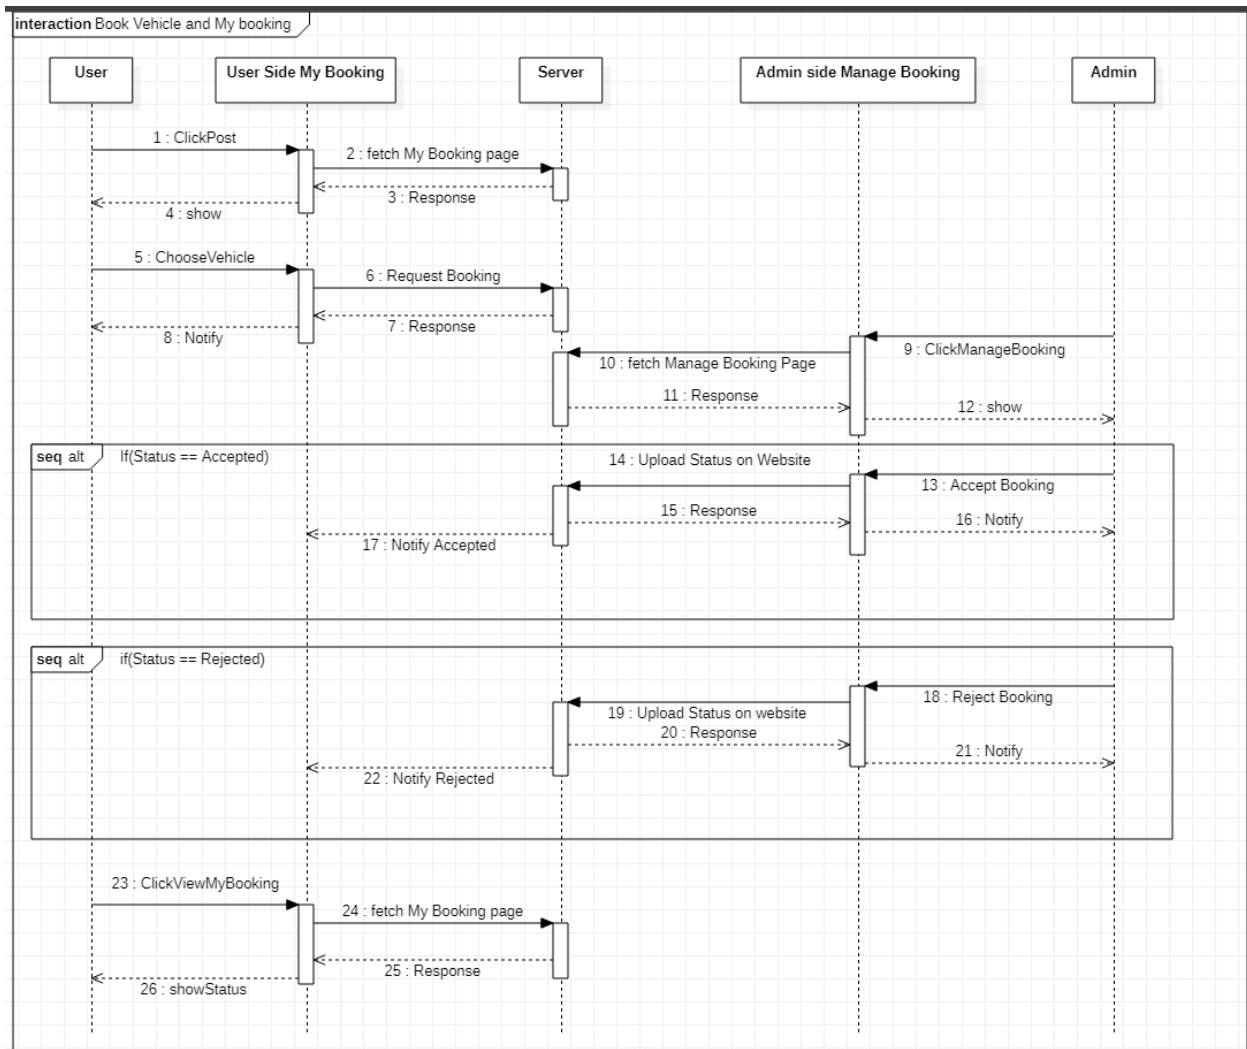 interaction Book Vehicle and My booking
User
User Side My Booking
Server
Admin side Manage Booking
Admin
1 : ClickPost
2 : fetch My Booking page
3 : Response
4 : show
5 : ChooseVehicle
6 : Request Booking
7 : Response
8 : Notify
9 : ClickManageBooking
10 : fetch Manage Booking Page
11 : Response
12 : show
seq alt
If(Status == Accepted)
14 : Upload Status on Website
13 : Accept Booking
15 : Response
16 : Notify
17 : Notify Accepted
seq alt
if(Status == Rejected)
18 : Reject Booking
19 : Upload Status on website
20 : Response
21 : Notify
22 : Notify Rejected
23 : ClickViewMyBooking
24 : fetch My Booking page
25 : Response
26 : showStatus